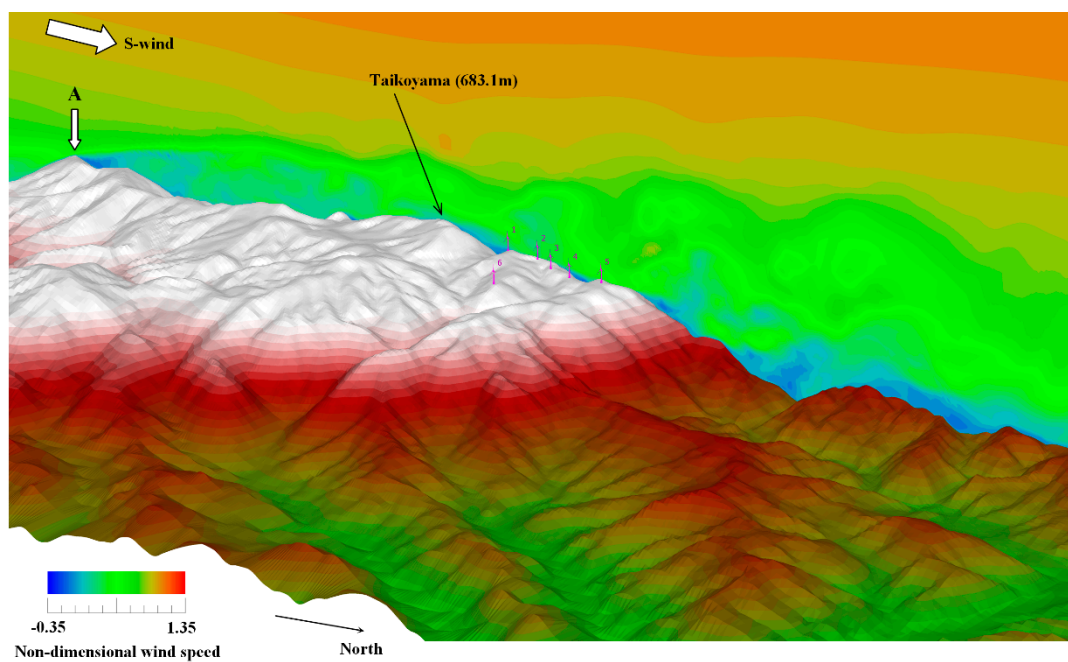 S-wind
Taikoyama (683.1m)
A
1
2
3
4
5
6
-0.35 1.35
Non-dimensional wind speed
North